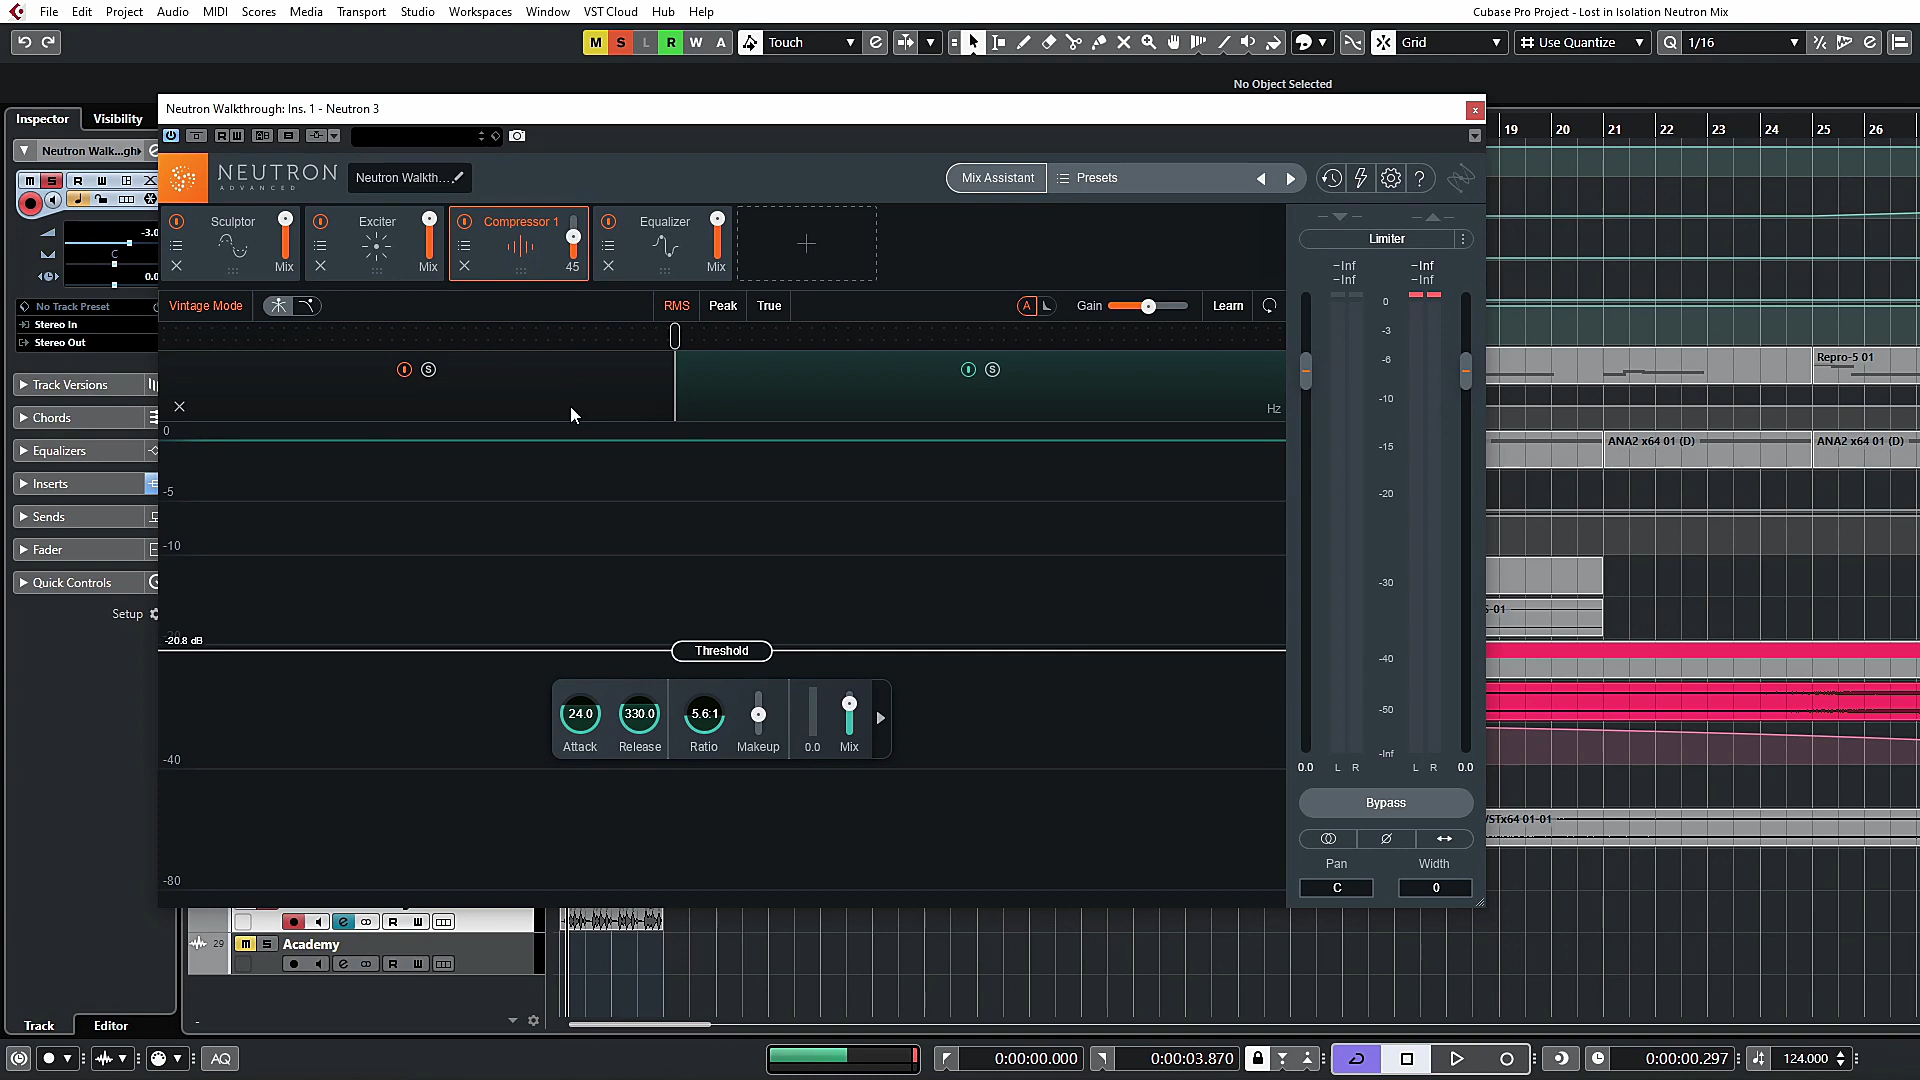 File Edit Project Audio MIDI Scores Media Transport Studio Workspaces Window VST Cloud Hub Help
Cubase Pro Project - Lost in Isolation Neutron Mix
M S L R W A Touch Grid Use Quantize Q 1/16
No Object Selected
Inspector Visibility
Neutron Walkthrough: Ins. 1 - Neutron 3
19 20 21 22 23 24 25 26
Neutron Walk...gh
NEUTRON
ADVANCED
Neutron Walkth...
Mix Assistant Presets
M S R W
-3.0
C
0.0
Sculptor Mix
Exciter Mix
Compressor 1 45
Equalizer Mix
Limiter
-Inf -Inf
-Inf -Inf
No Track Preset
Stereo In
Stereo Out
Vintage Mode RMS Peak True A L Gain Learn
S S
Hz
Track Versions
Chords
Equalizers
Inserts
Sends
Fader
Quick Controls
Setup
0
-5
-10
-20.8 dB
-40
-80
Threshold
24.0 330.0 5.6:1
Attack Release Ratio Makeup 0.0 Mix
0
-3
-6
-10
-15
-20
-30
-40
-50
-Inf
0.0 L R L R 0.0
Bypass
Pan Width
C 0
Repro-5 01
ANA2 x64 01 (D) ANA2 x64 01 (D)
VSTx64 01-01
R W
29 M S Academy
R W
Track Editor
AQ
0:00:00.000 0:00:03.870 0:00:00.297 124.000